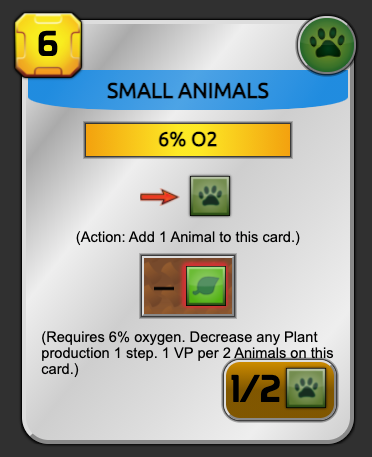 6
SMALL ANIMALS
6% O2
(Action: Add 1 Animal to this card.)
–
(Requires 6% oxygen. Decrease any Plant
production 1 step. 1 VP per 2 Animals on this
card.)
1/2